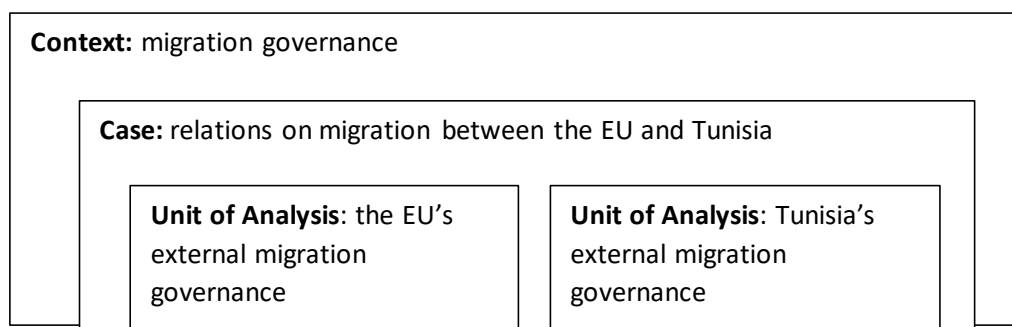 Context: migration governance
Case: relations on migration between the EU and Tunisia
Unit of Analysis: the EU’s
external migration
governance
Unit of Analysis: Tunisia’s
external migration
governance